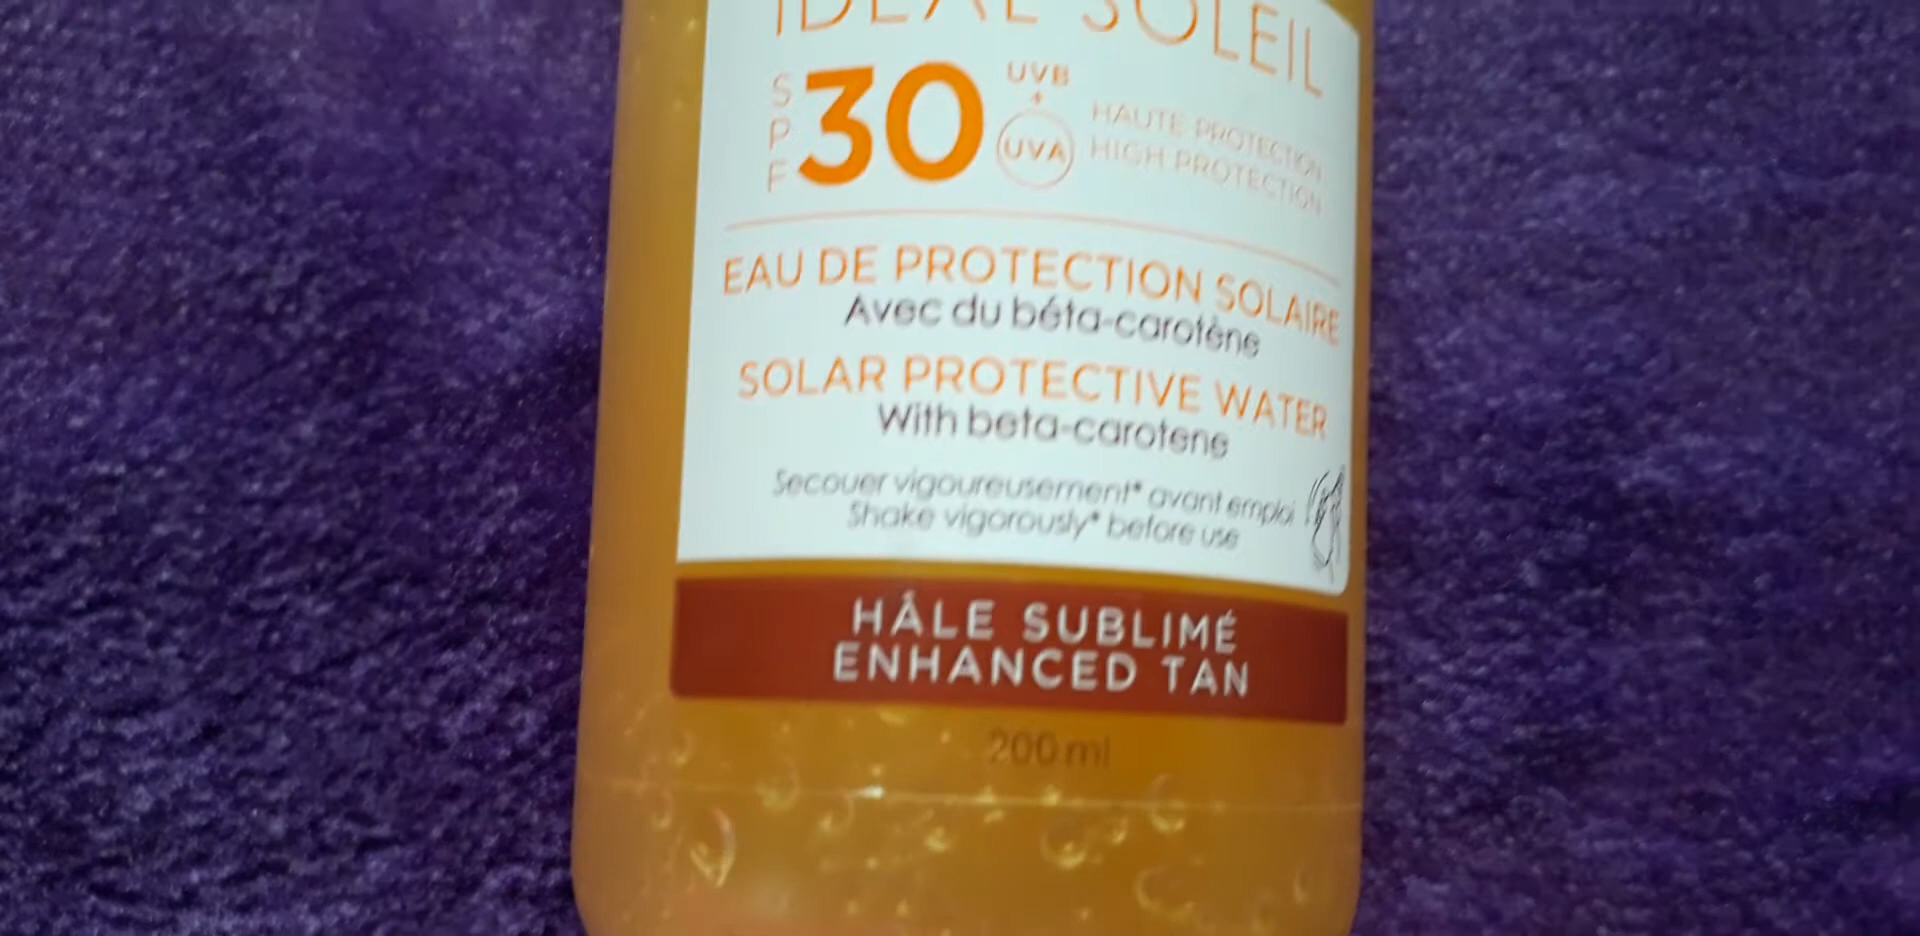 IDEAL SOLEIL
SPF 30 UVB + UVA
HAUTE PROTECTION
HIGH PROTECTION
EAU DE PROTECTION SOLAIRE
Avec du béta-carotène
SOLAR PROTECTIVE WATER
With beta-carotene
Secouer vigoureusement* avant emploi
Shake vigorously* before use
HÂLE SUBLIMÉ
ENHANCED TAN
200 ml